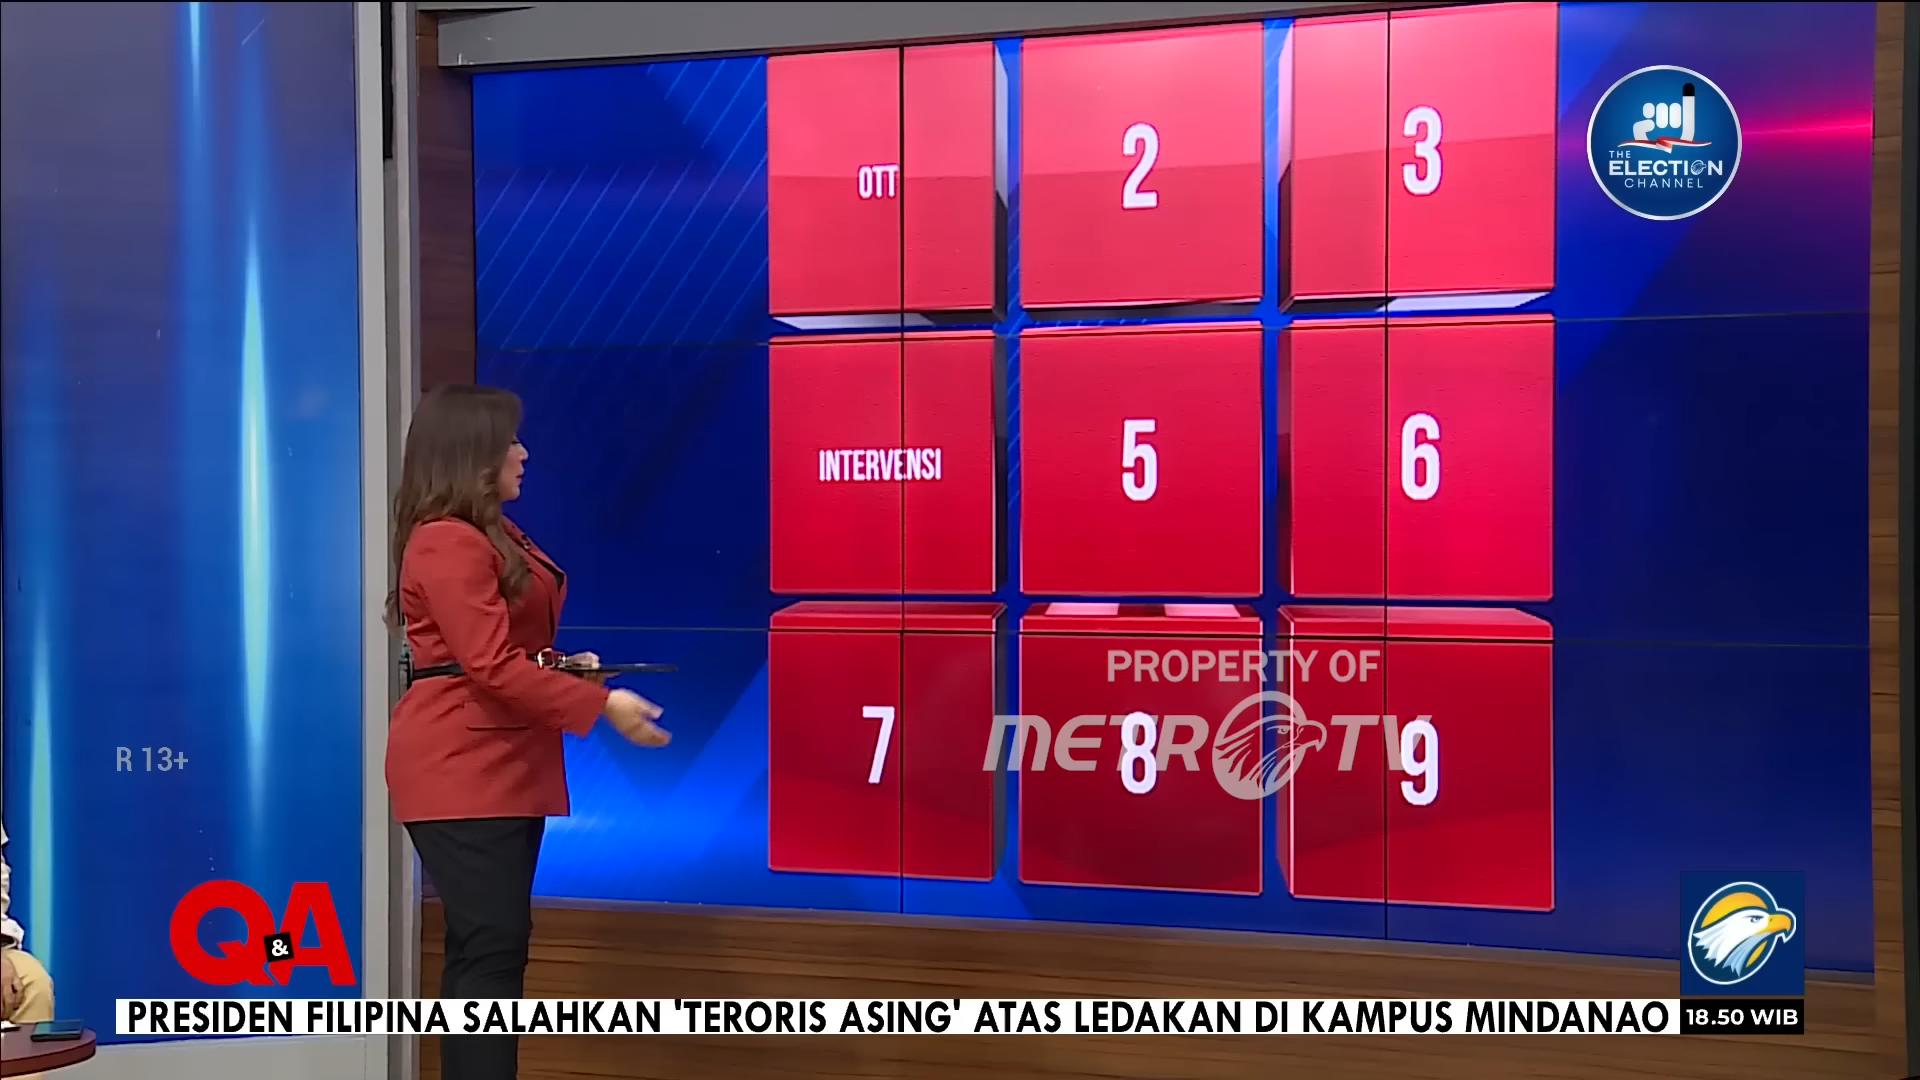 OTT
2
3
THE
ELECTION
CHANNEL
INTERVENSI
5
6
7
8
9
PROPERTY OF
METRO TV
R 13+
Q&A
PRESIDEN FILIPINA SALAHKAN 'TERORIS ASING' ATAS LEDAKAN DI KAMPUS MINDANAO
18.50 WIB